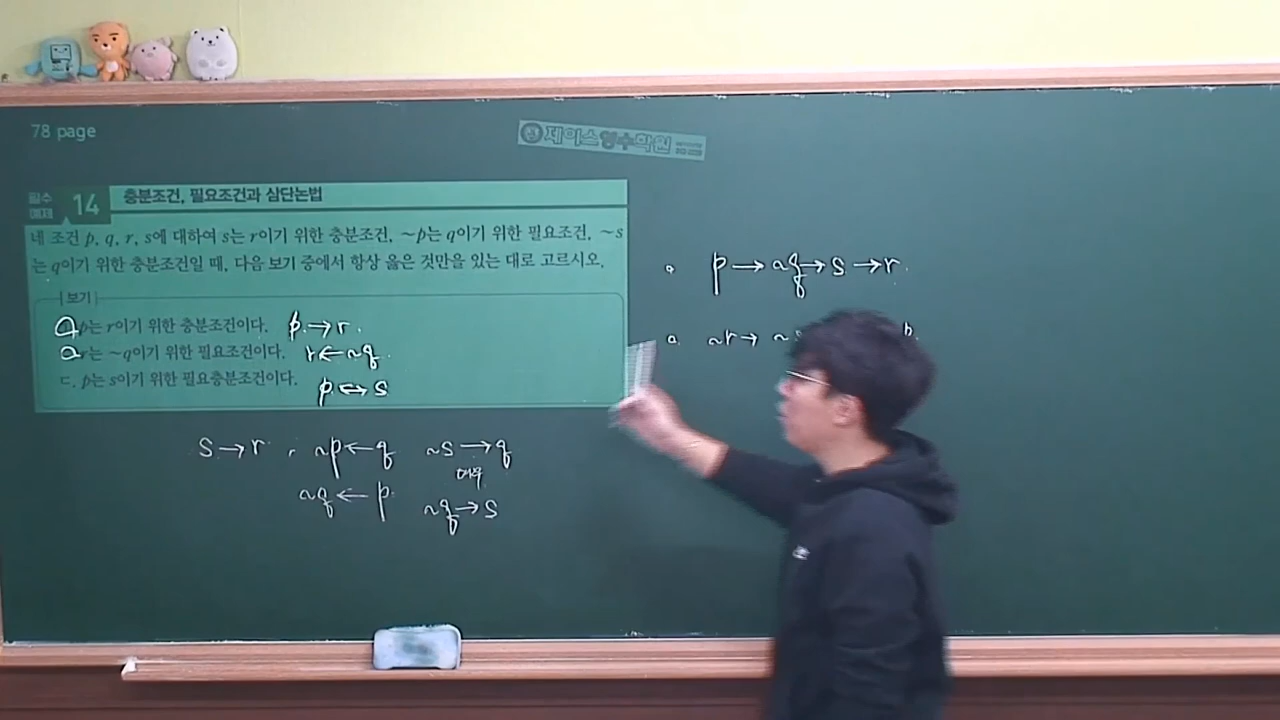 78 page
제이스영수학원
필수 예제 14 충분조건, 필요조건과 삼단논법
네 조건 p, q, r, s에 대하여 s는 r이기 위한 충분조건, ~p는 q이기 위한 필요조건, ~s
는 q이기 위한 충분조건일 때, 다음 보기 중에서 항상 옳은 것만을 있는 대로 고르시오.
보기
p는 r이기 위한 충분조건이다. p → r.
r는 ~q이기 위한 필요조건이다. r ← ~q.
ㄷ. p는 s이기 위한 필요충분조건이다. p ↔ s
s → r , ~p ← q ~s → q
대우
~q ← p. ~q → s
p → ~q → s → r.
~r → ~